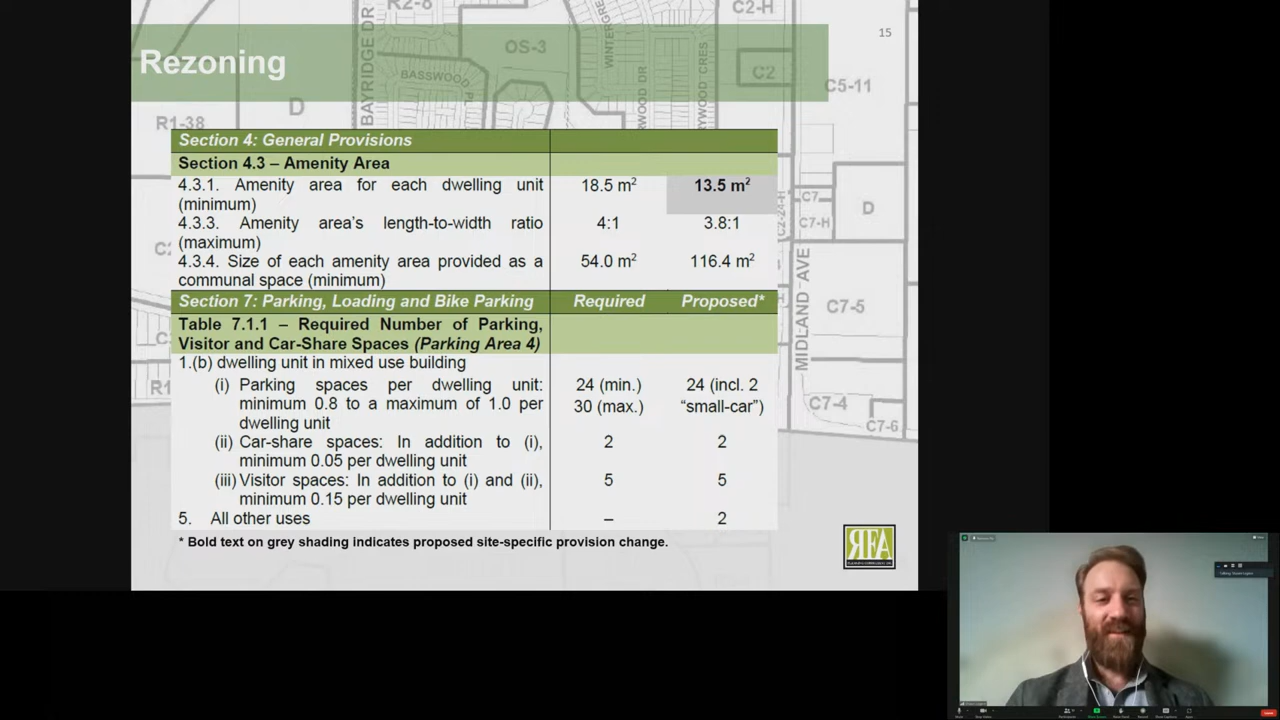 Rezoning
15
R2-8
BAYRIDGE DR
OS-3
BASSWOOD PL
D
R1-38
C2-H
C2
C5-11
Section 4: General Provisions
Section 4.3 – Amenity Area
4.3.1. Amenity area for each dwelling unit 18.5 m² 13.5 m²
(minimum)
4.3.3. Amenity area's length-to-width ratio 4:1 3.8:1
(maximum)
4.3.4. Size of each amenity area provided as a 54.0 m² 116.4 m²
communal space (minimum)
Section 7: Parking, Loading and Bike Parking Required Proposed*
Table 7.1.1 – Required Number of Parking,
Visitor and Car-Share Spaces (Parking Area 4)
1.(b) dwelling unit in mixed use building
(i) Parking spaces per dwelling unit: 24 (min.) 24 (incl. 2
minimum 0.8 to a maximum of 1.0 per 30 (max.) “small-car”)
dwelling unit
(ii) Car-share spaces: In addition to (i), 2 2
minimum 0.05 per dwelling unit
(iii) Visitor spaces: In addition to (i) and (ii), 5 5
minimum 0.15 per dwelling unit
5. All other uses – 2
* Bold text on grey shading indicates proposed site-specific provision change.
C7
C7-H
D
MIDLAND AVE
C7-5
C7-4
C7-6
RFA